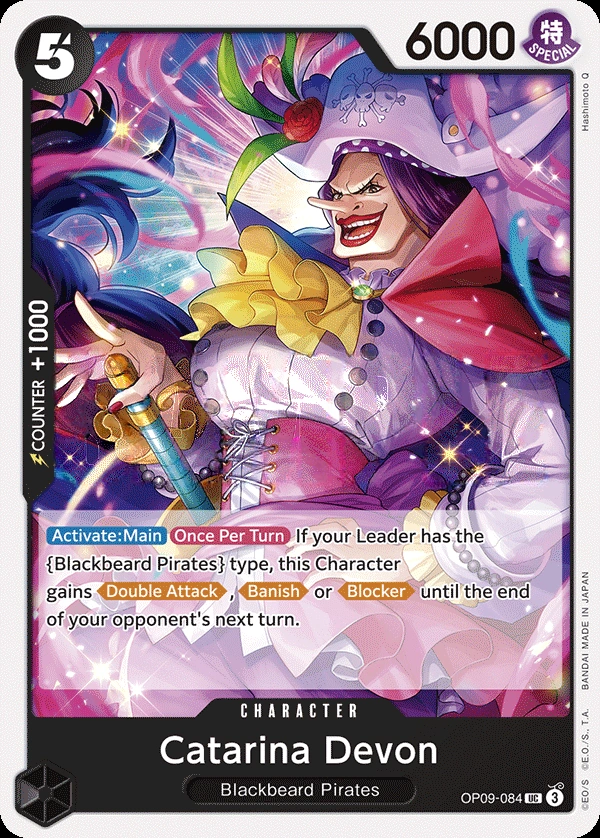 5
6000
特
SPECIAL
Hashimoto Q
COUNTER +1000
Activate:Main Once Per Turn If your Leader has the
{Blackbeard Pirates} type, this Character
gains Double Attack , Banish or Blocker until the end
of your opponent's next turn.
©E.O./S., T.A. BANDAI MADE IN JAPAN
©EO/S
CHARACTER
Catarina Devon
Blackbeard Pirates
OP09-084 UC 3